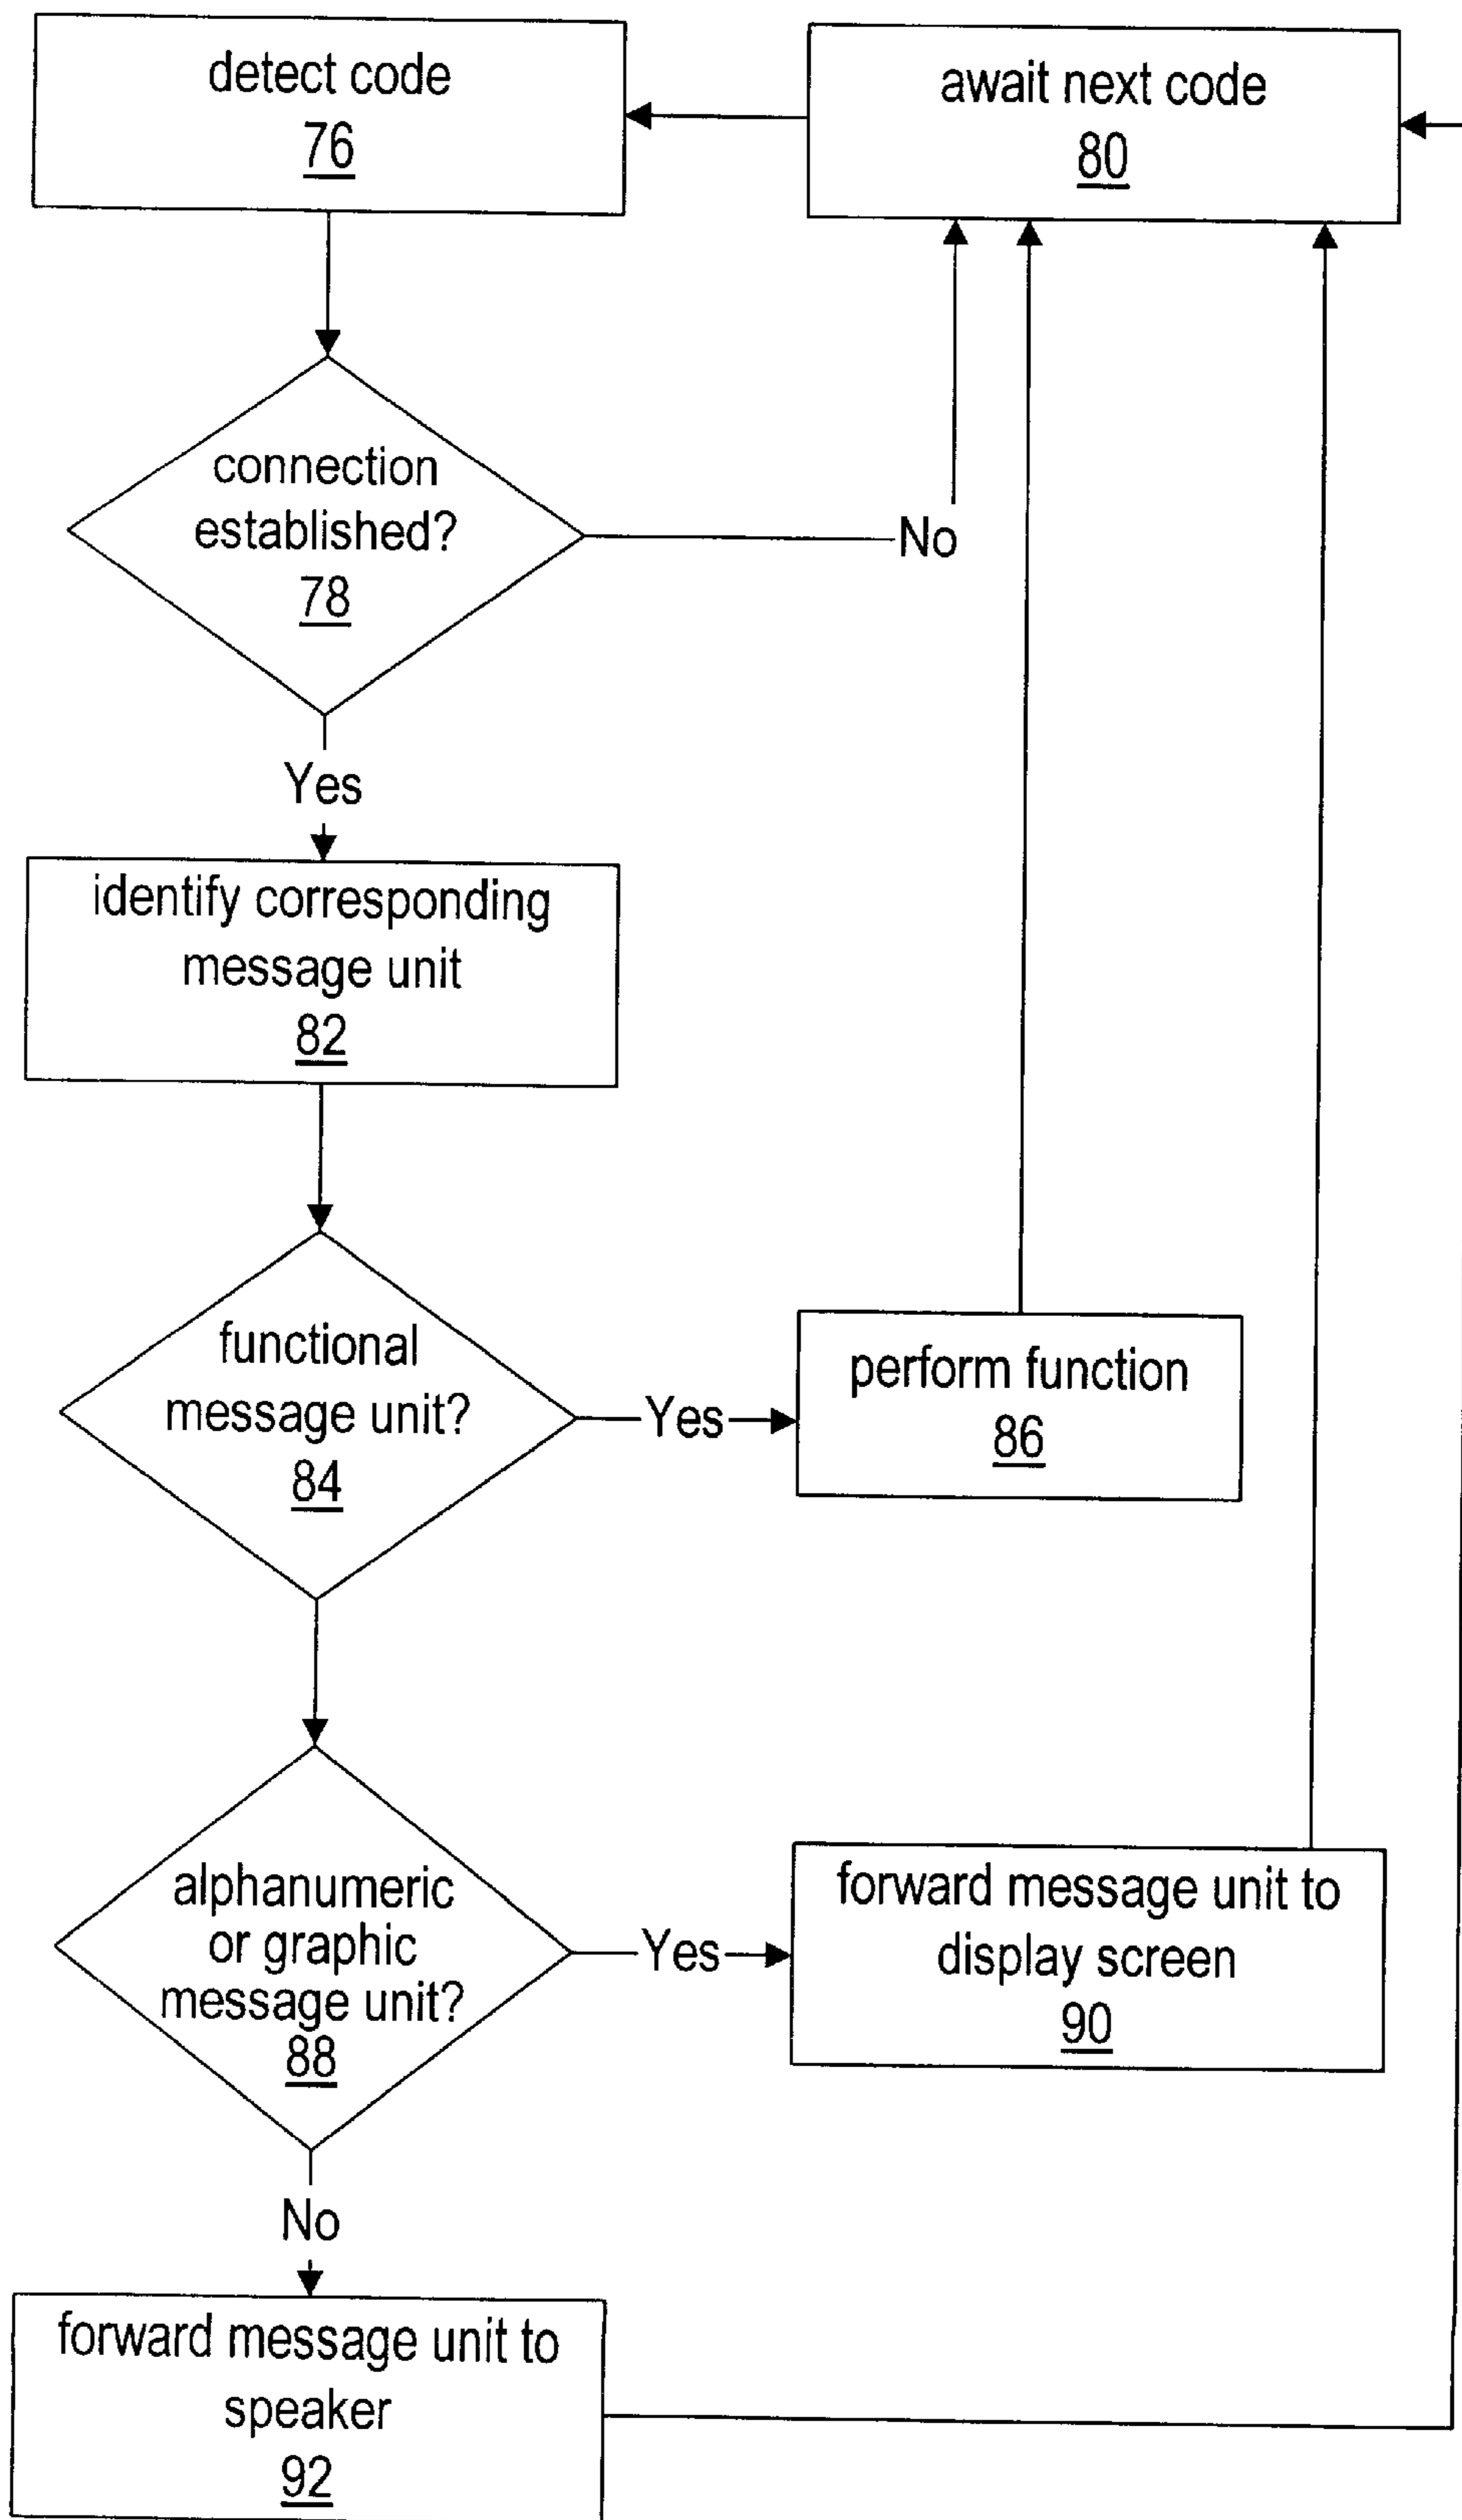 detect code
76
await next code
80
connection
established?
78
No
Yes
identify corresponding
message unit
82
functional
message unit?
84
Yes
perform function
86
alphanumeric
or graphic
message unit?
88
Yes
forward message unit to
display screen
90
No
forward message unit to
speaker
92